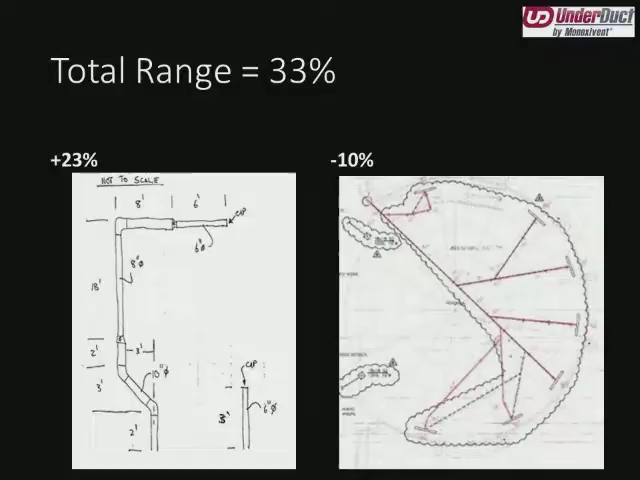 UD UnderDuct
by Monoxivent
Total Range = 33%
+23%
-10%
NOT TO SCALE
8' 6'
CAP
6"Ø
8"Ø
18'
2'
3'
10"Ø
3'
CAP
3'
6"Ø
2'